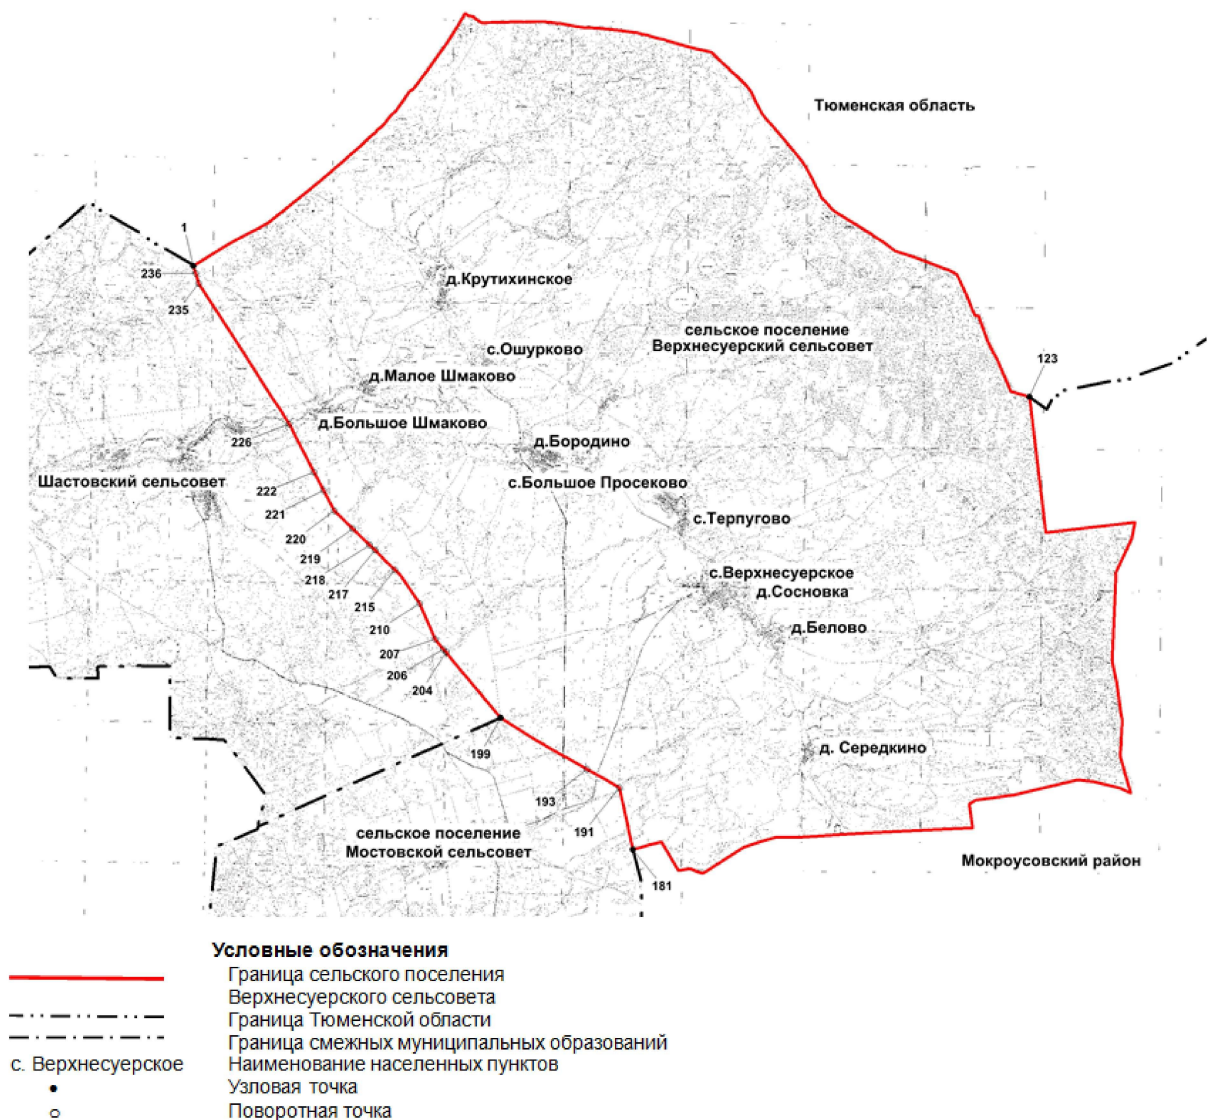 Тюменская область
1
236
235
д.Крутихинское
сельское поселение
Верхнесуерский сельсовет
с.Ошурково
123
д.Малое Шмаково
д.Большое Шмаково
226
д.Бородино
Шастовский сельсовет
222
с.Большое Просеково
221
с.Терпугово
220
219
218
217
с.Верхнесуерское
215
д.Сосновка
210
д.Белово
207
206
204
199
д. Середкино
193
191
сельское поселение
Мостовской сельсовет
Мокроусовский район
181
Условные обозначения
Граница сельского поселения
Верхнесуерского сельсовета
Граница Тюменской области
Граница смежных муниципальных образований
с. Верхнесуерское Наименование населенных пунктов
Узловая точка
Поворотная точка